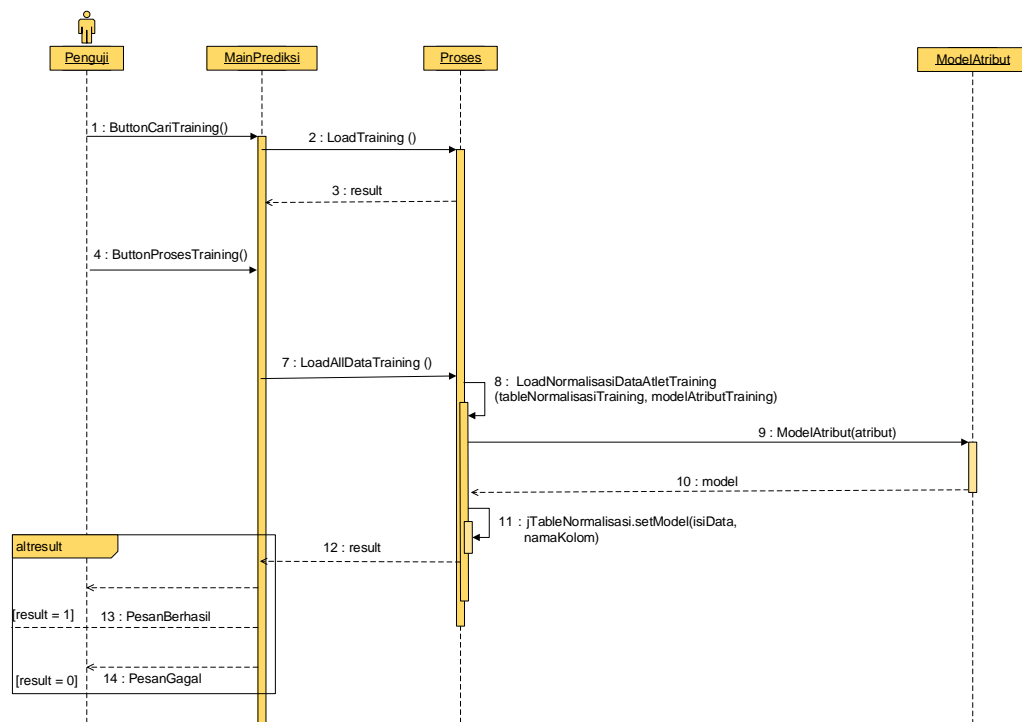 Penguji
MainPrediksi
Proses
ModelAtribut
1 : ButtonCariTraining()
2 : LoadTraining ()
3 : result
4 : ButtonProsesTraining()
7 : LoadAllDataTraining ()
8 : LoadNormalisasiDataAtletTraining
(tableNormalisasiTraining, modelAtributTraining)
9 : ModelAtribut(atribut)
10 : model
11 : jTableNormalisasi.setModel(isiData,
namaKolom)
12 : result
altresult
[result = 1]
13 : PesanBerhasil
[result = 0]
14 : PesanGagal